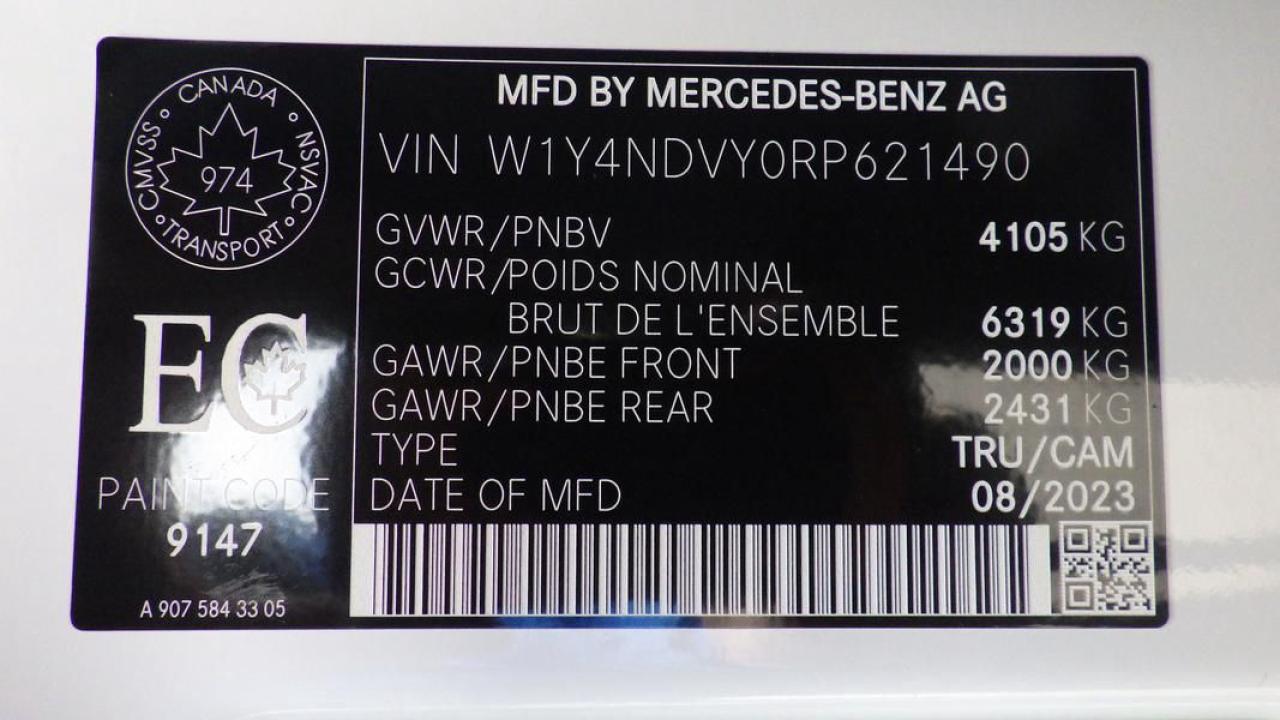 CANADA
CMVSS 974 NSVAC
TRANSPORT
EC
PAINT CODE
9147
A 907 584 33 05
MFD BY MERCEDES-BENZ AG
VIN W1Y4NDVY0RP621490
GVWR/PNBV 4105 KG
GCWR/POIDS NOMINAL
BRUT DE L'ENSEMBLE 6319 KG
GAWR/PNBE FRONT 2000 KG
GAWR/PNBE REAR 2431 KG
TYPE TRU/CAM
DATE OF MFD 08/2023